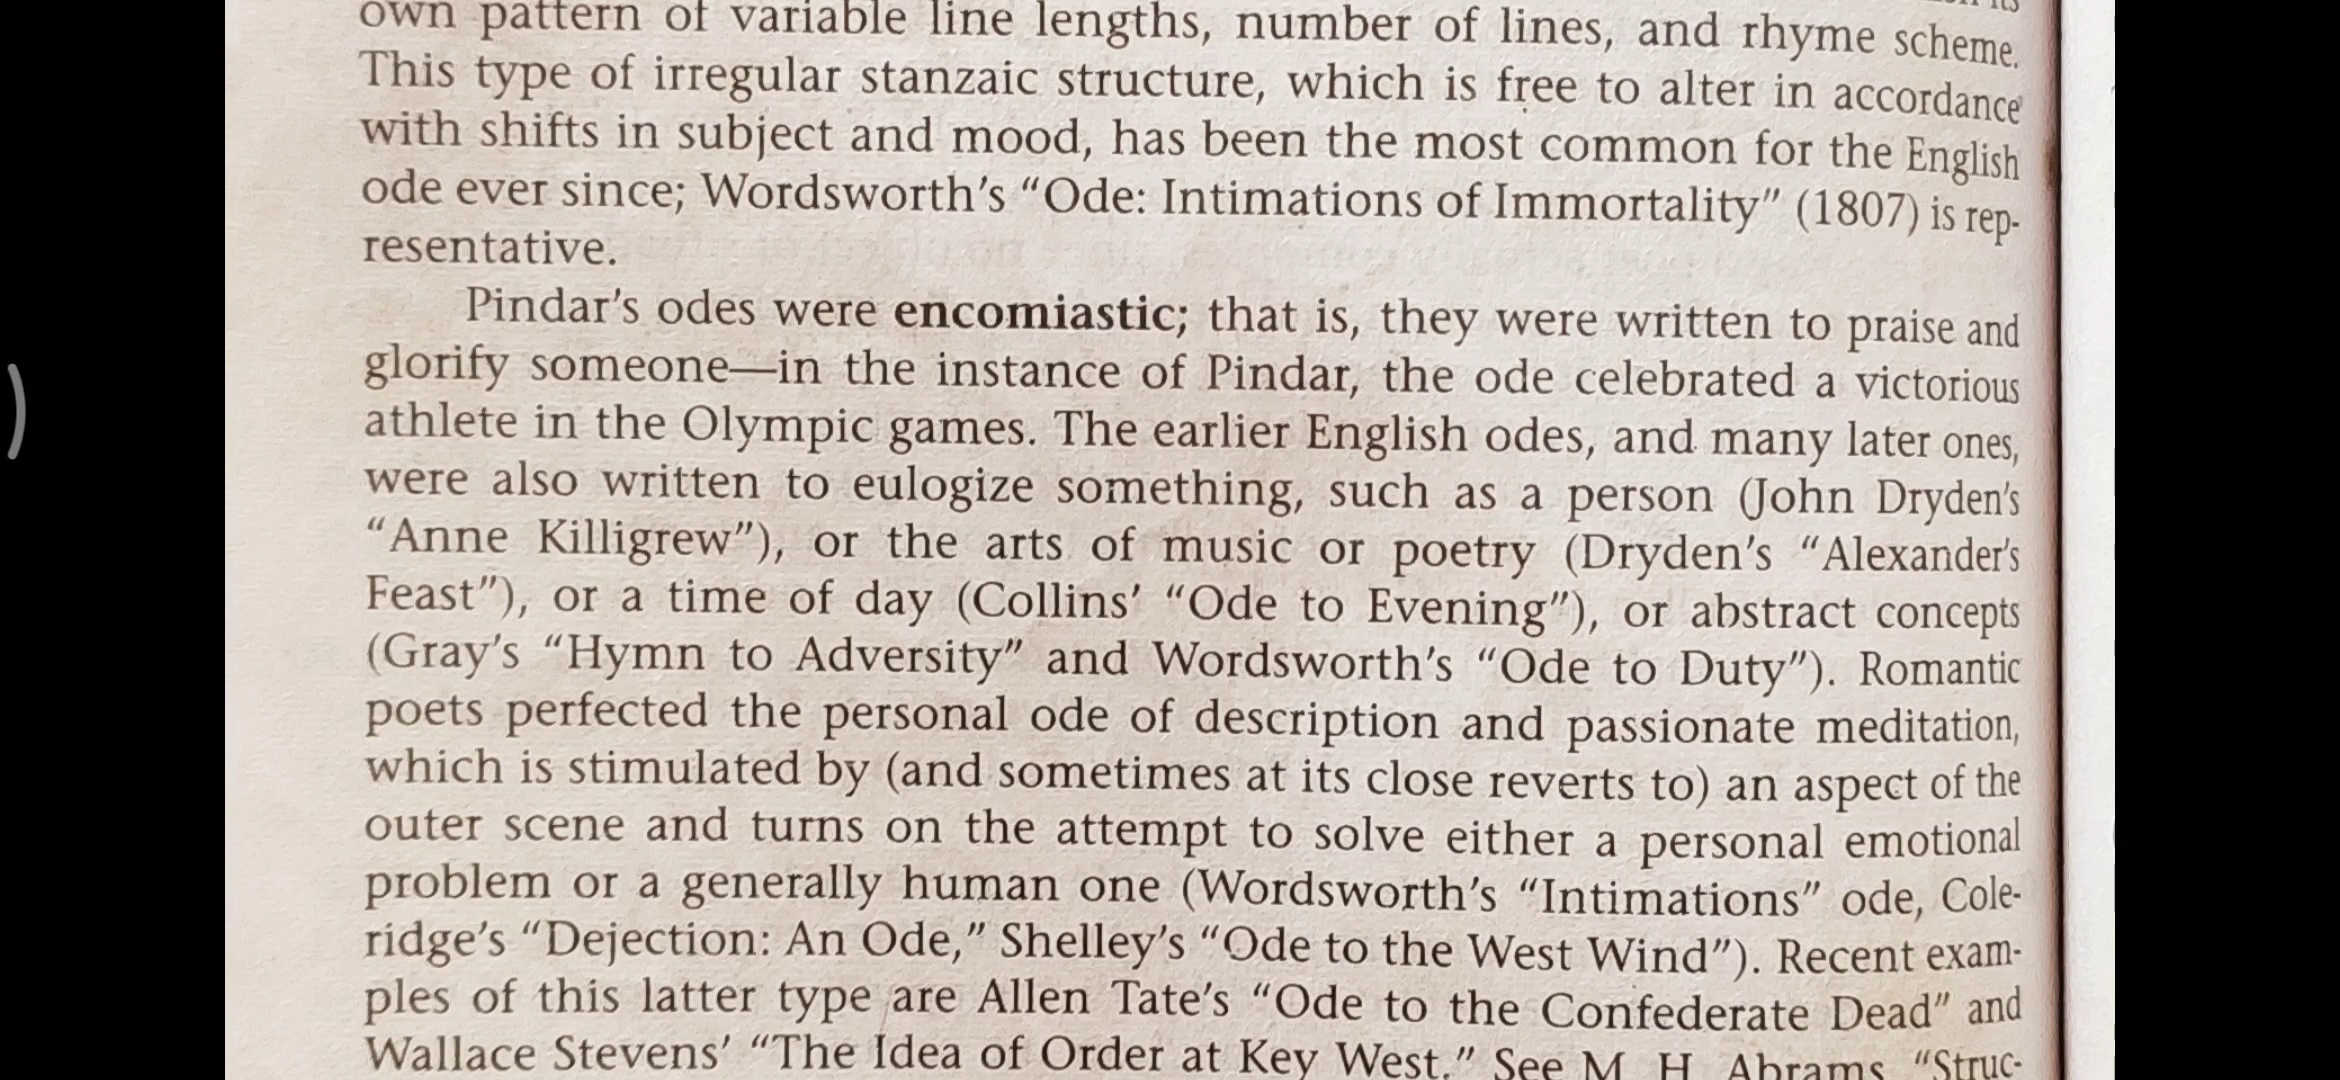 own pattern of variable line lengths, number of lines, and rhyme scheme.
This type of irregular stanzaic structure, which is free to alter in accordance
with shifts in subject and mood, has been the most common for the English
ode ever since; Wordsworth's “Ode: Intimations of Immortality” (1807) is rep-
resentative.
Pindar's odes were encomiastic; that is, they were written to praise and
glorify someone—in the instance of Pindar, the ode celebrated a victorious
athlete in the Olympic games. The earlier English odes, and many later ones,
were also written to eulogize something, such as a person (John Dryden's
“Anne Killigrew”), or the arts of music or poetry (Dryden's “Alexander's
Feast”), or a time of day (Collins' “Ode to Evening”), or abstract concepts
(Gray's “Hymn to Adversity” and Wordsworth's “Ode to Duty”). Romantic
poets perfected the personal ode of description and passionate meditation,
which is stimulated by (and sometimes at its close reverts to) an aspect of the
outer scene and turns on the attempt to solve either a personal emotional
problem or a generally human one (Wordsworth's “Intimations” ode, Cole-
ridge's “Dejection: An Ode,” Shelley's “Ode to the West Wind”). Recent exam-
ples of this latter type are Allen Tate's “Ode to the Confederate Dead” and
Wallace Stevens' “The Idea of Order at Key West.” See M. H. Abrams, “Struc-